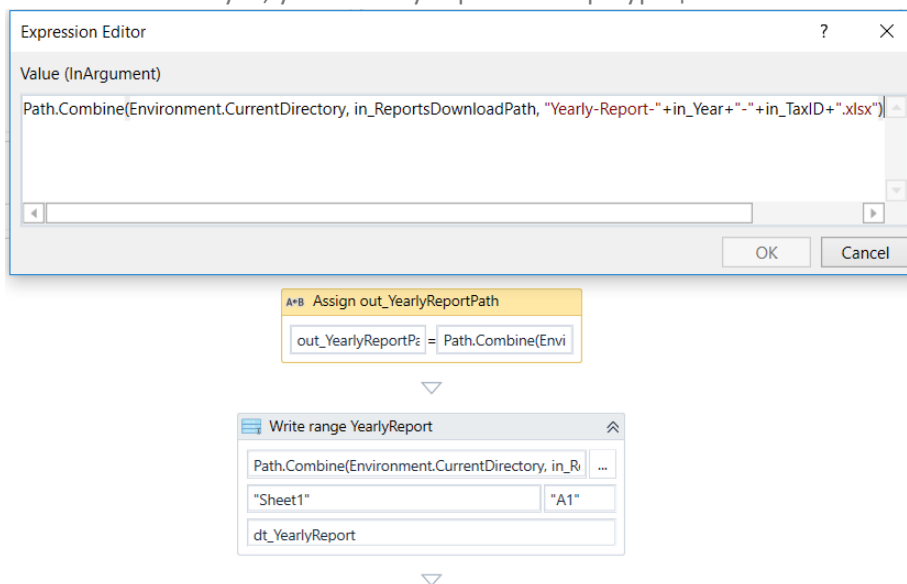 Expression Editor ?
Value (InArgument)
Path.Combine(Environment.CurrentDirectory, in_ReportsDownloadPath, "Yearly-Report-"+in_Year+"-"+in_TaxID+".xlsx")
OK Cancel
A+B Assign out_YearlyReportPath
out_YearlyReportPa = Path.Combine(Envi
Write range YearlyReport
Path.Combine(Environment.CurrentDirectory, in_R ...
"Sheet1" "A1"
dt_YearlyReport